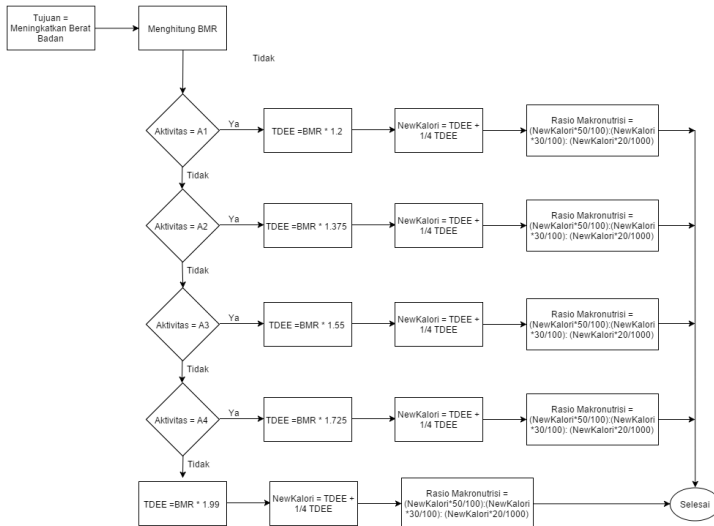 Tujuan =
Meningkatkan Berat
Badan
Menghitung BMR
Tidak
Aktivitas = A1
Ya
TDEE =BMR * 1.2
NewKalori = TDEE +
1/4 TDEE
Rasio Makronutrisi =
(NewKalori*50/100):(NewKalori
*30/100): (NewKalori*20/1000)
Tidak
Aktivitas = A2
Ya
TDEE =BMR * 1.375
NewKalori = TDEE +
1/4 TDEE
Rasio Makronutrisi =
(NewKalori*50/100):(NewKalori
*30/100): (NewKalori*20/1000)
Tidak
Aktivitas = A3
Ya
TDEE =BMR * 1.55
NewKalori = TDEE +
1/4 TDEE
Rasio Makronutrisi =
(NewKalori*50/100):(NewKalori
*30/100): (NewKalori*20/1000)
Tidak
Aktivitas = A4
Ya
TDEE =BMR * 1.725
NewKalori = TDEE +
1/4 TDEE
Rasio Makronutrisi =
(NewKalori*50/100):(NewKalori
*30/100): (NewKalori*20/1000)
Tidak
TDEE =BMR * 1.99
NewKalori = TDEE +
1/4 TDEE
Rasio Makronutrisi =
(NewKalori*50/100):(NewKalori
*30/100): (NewKalori*20/1000)
Selesai